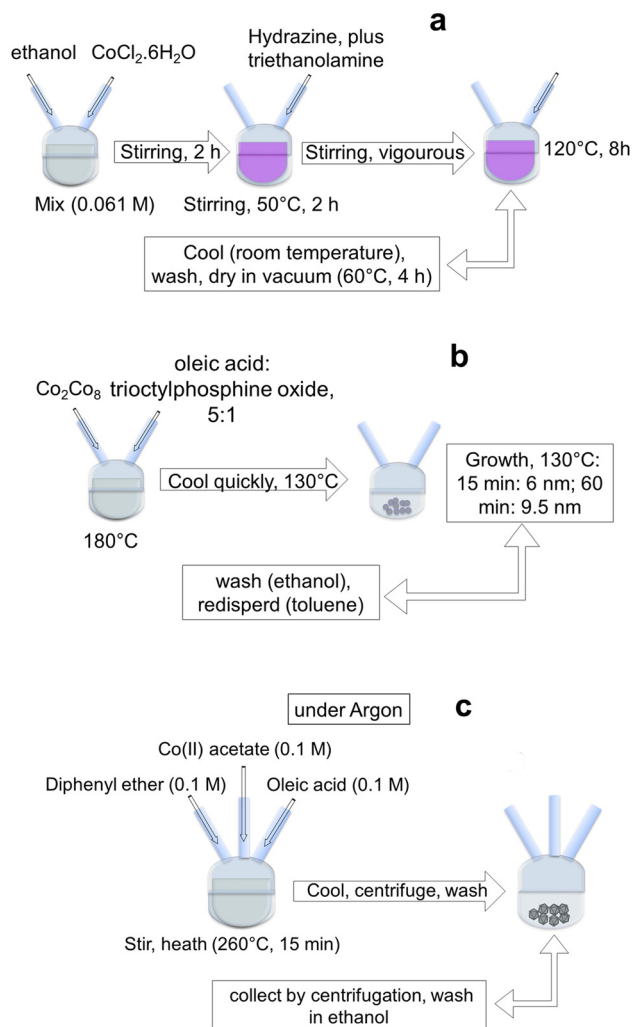 a
ethanol CoCl2.6H2O
Hydrazine, plus
triethanolamine
Stirring, 2 h
Stirring, vigourous
120°C, 8h
Mix (0.061 M)
Stirring, 50°C, 2 h
Cool (room temperature),
wash, dry in vacuum (60°C, 4 h)
b
oleic acid:
Co2Co8 trioctylphosphine oxide,
5:1
Cool quickly, 130°C
Growth, 130°C:
15 min: 6 nm; 60
min: 9.5 nm
180°C
wash (ethanol),
redisperd (toluene)
under Argon
c
Co(II) acetate (0.1 M)
Diphenyl ether (0.1 M)
Oleic acid (0.1 M)
Cool, centrifuge, wash
Stir, heath (260°C, 15 min)
collect by centrifugation, wash
in ethanol